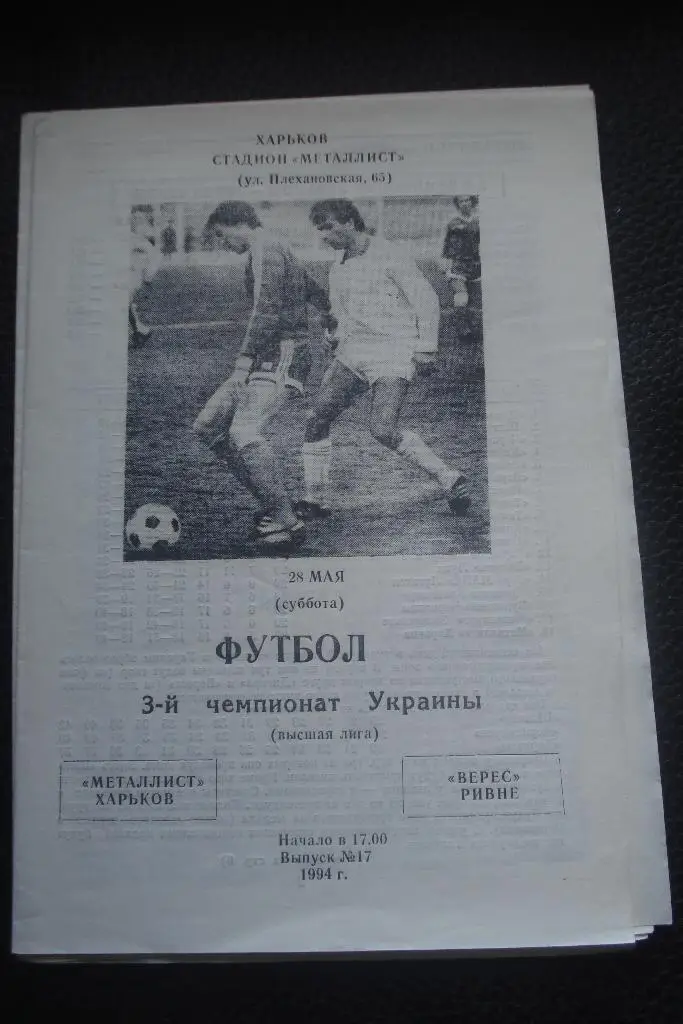 ХАРЬКОВ
СТАДИОН «МЕТАЛЛИСТ»
(ул. Плехановская, 65)
28 МАЯ
(суббота)
ФУТБОЛ
3-й чемпионат Украины
(высшая лига)
«МЕТАЛЛИСТ»
ХАРЬКОВ
«ВЕРЕС»
РИВНЕ
Начало в 17.00
Выпуск №17
1994 г.